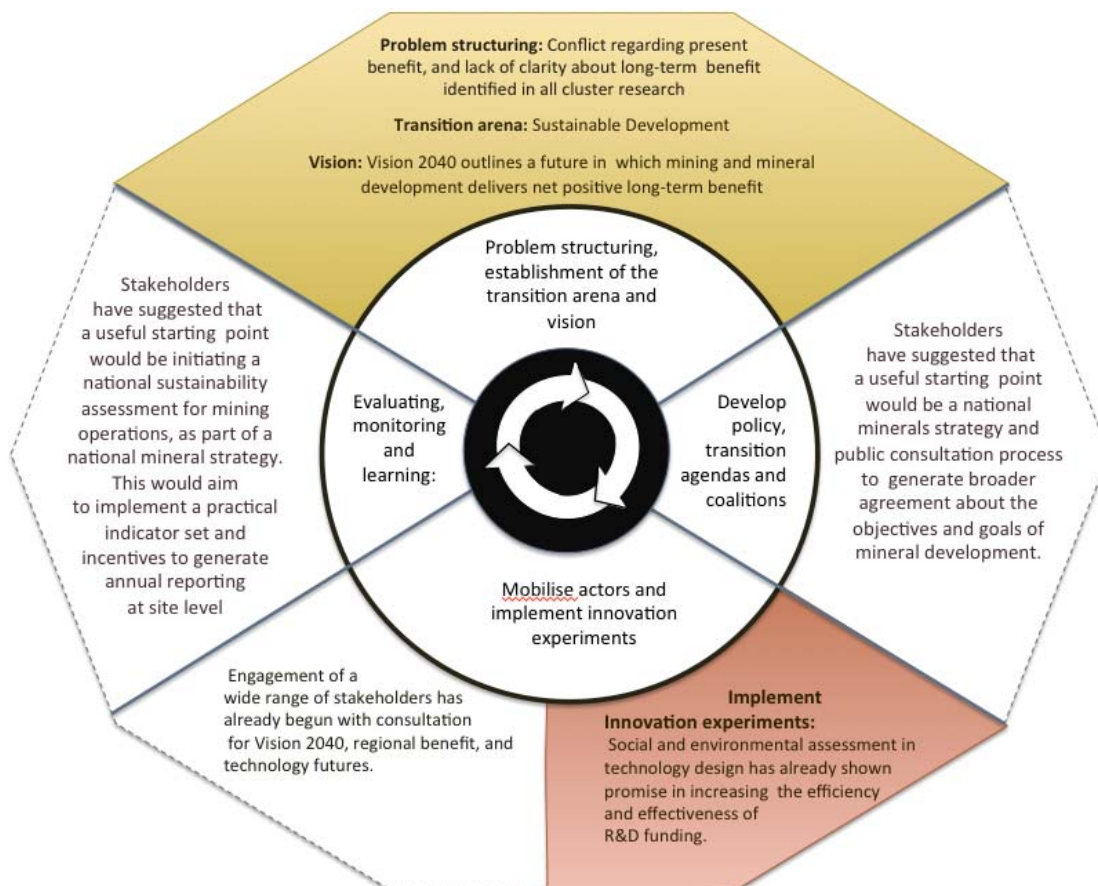 Problem structuring: Conflict regarding present
benefit, and lack of clarity about long-term benefit
identified in all cluster research
Transition arena: Sustainable Development
Vision: Vision 2040 outlines a future in which mining and mineral
development delivers net positive long-term benefit
Problem structuring,
establishment of the
transition arena and
vision
Stakeholders
have suggested that
a useful starting point
would be initiating a
national sustainability
assessment for mining
operations, as part of a
national mineral strategy.
This would aim
to implement a practical
indicator set and
incentives to generate
annual reporting
at site level
Evaluating,
monitoring
and
learning:
Develop
policy,
transition
agendas and
coalitions
Stakeholders
have suggested that
a useful starting point
would be a national
minerals strategy and
public consultation process
to generate broader
agreement about the
objectives and goals of
mineral development.
Mobilise actors and
implement innovation
experiments
Engagement of a
wide range of stakeholders has
already begun with consultation
for Vision 2040, regional benefit, and
technology futures.
Implement
Innovation experiments:
Social and environmental assessment in
technology design has already shown
promise in increasing the efficiency
and effectiveness of
R&D funding.